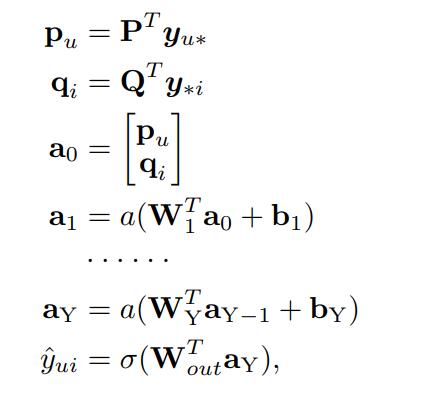 p_u = P^T y_{u*}
q_i = Q^T y_{*i}
a_0 = [p_u q_i]
a_1 = a(W_1^T a_0 + b_1)
......
a_Y = a(W_Y^T a_{Y-1} + b_Y)
ŷ_{ui} = σ(W_{out}^T a_Y),